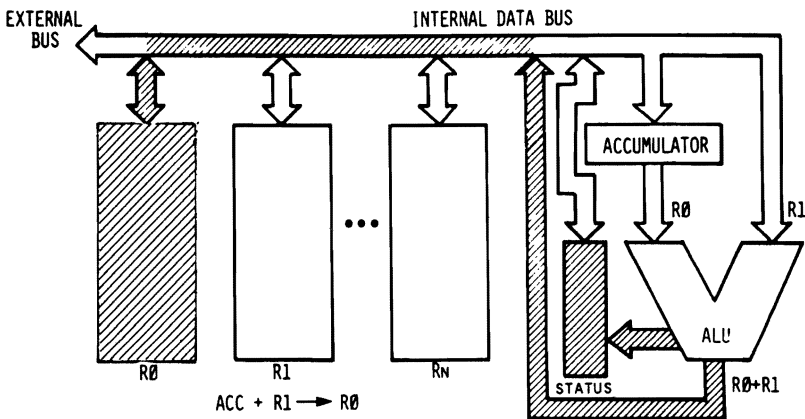 EXTERNAL
BUS
INTERNAL DATA BUS
ACCUMULATOR
RØ
R1
•••
ALU
RØ
R1
RN
STATUS
RØ+R1
ACC + R1 → RØ